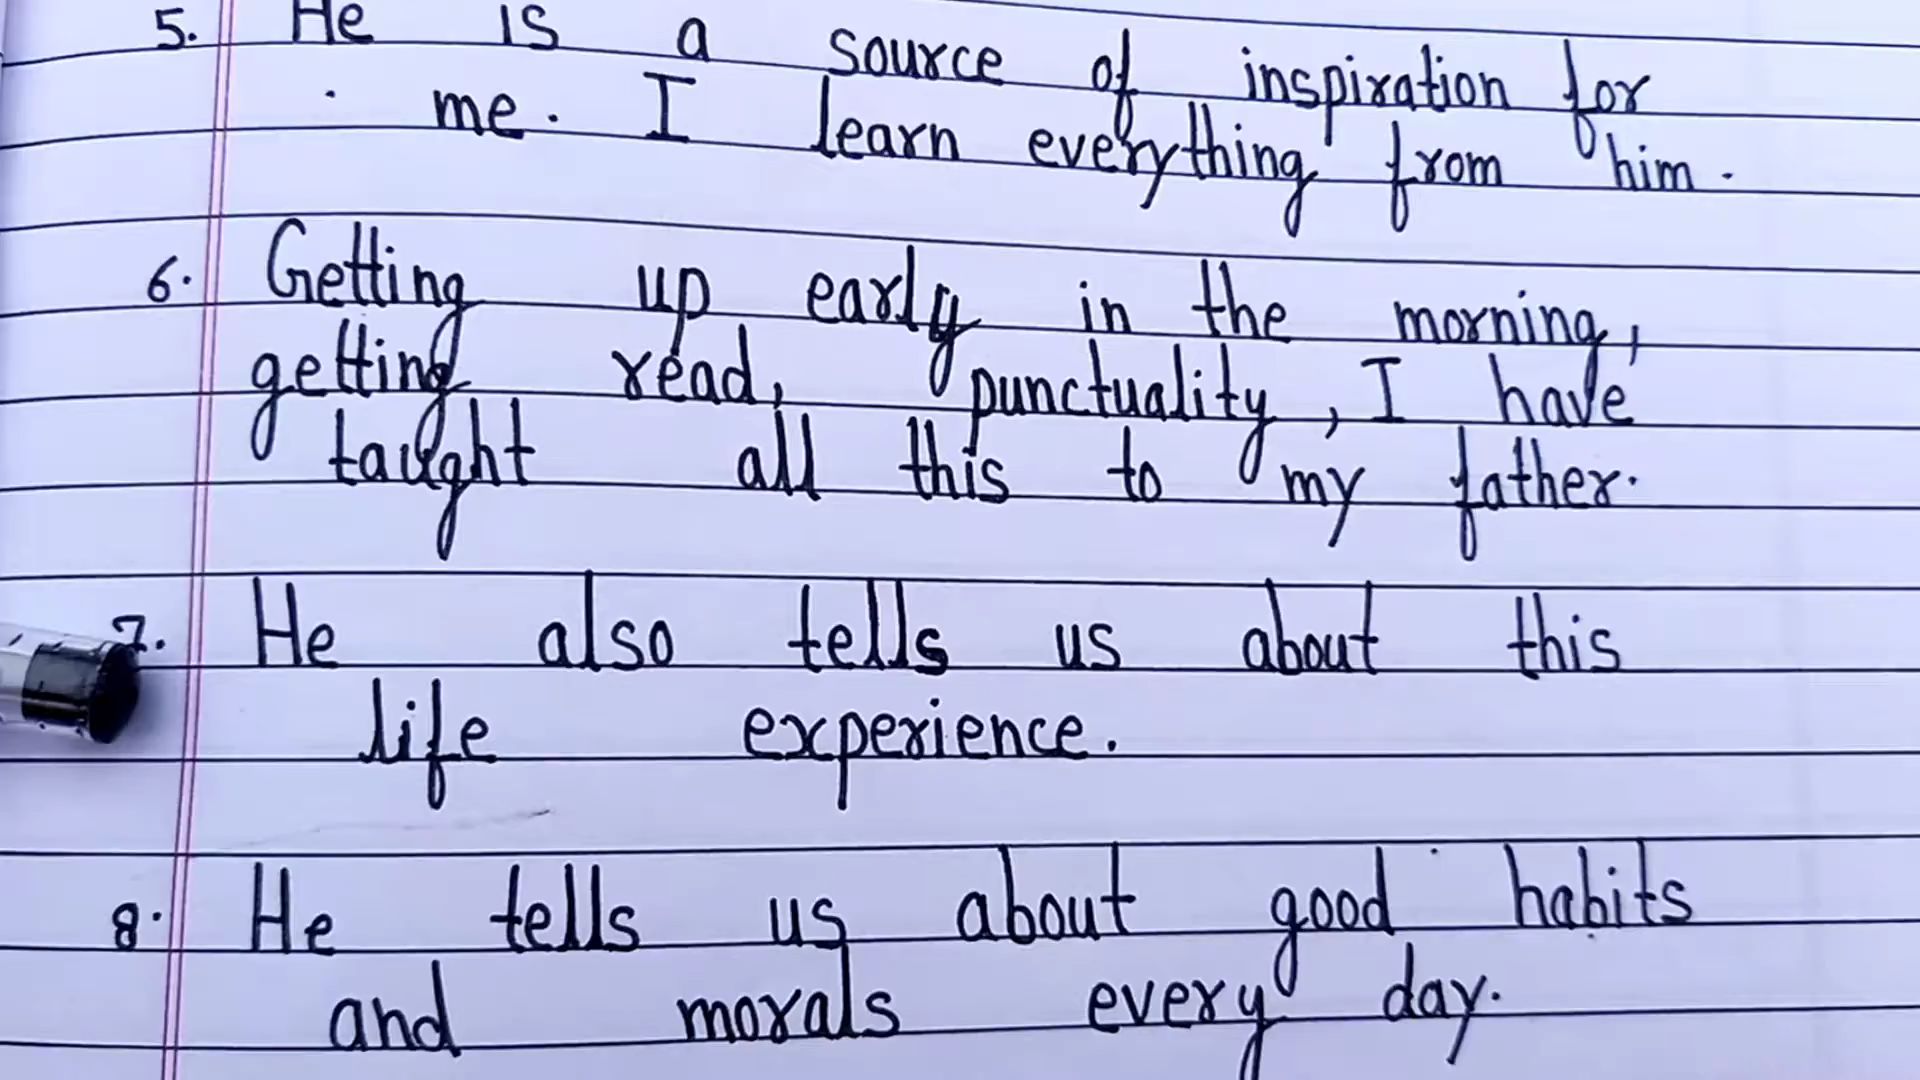 5. He is a source of inspiration for
me. I learn everything from him.
6. Getting up early in the morning,
getting read, punctuality, I have
taught all this to my father.
7. He also tells us about this
life experience.
8. He tells us about good habits
and morals every day.